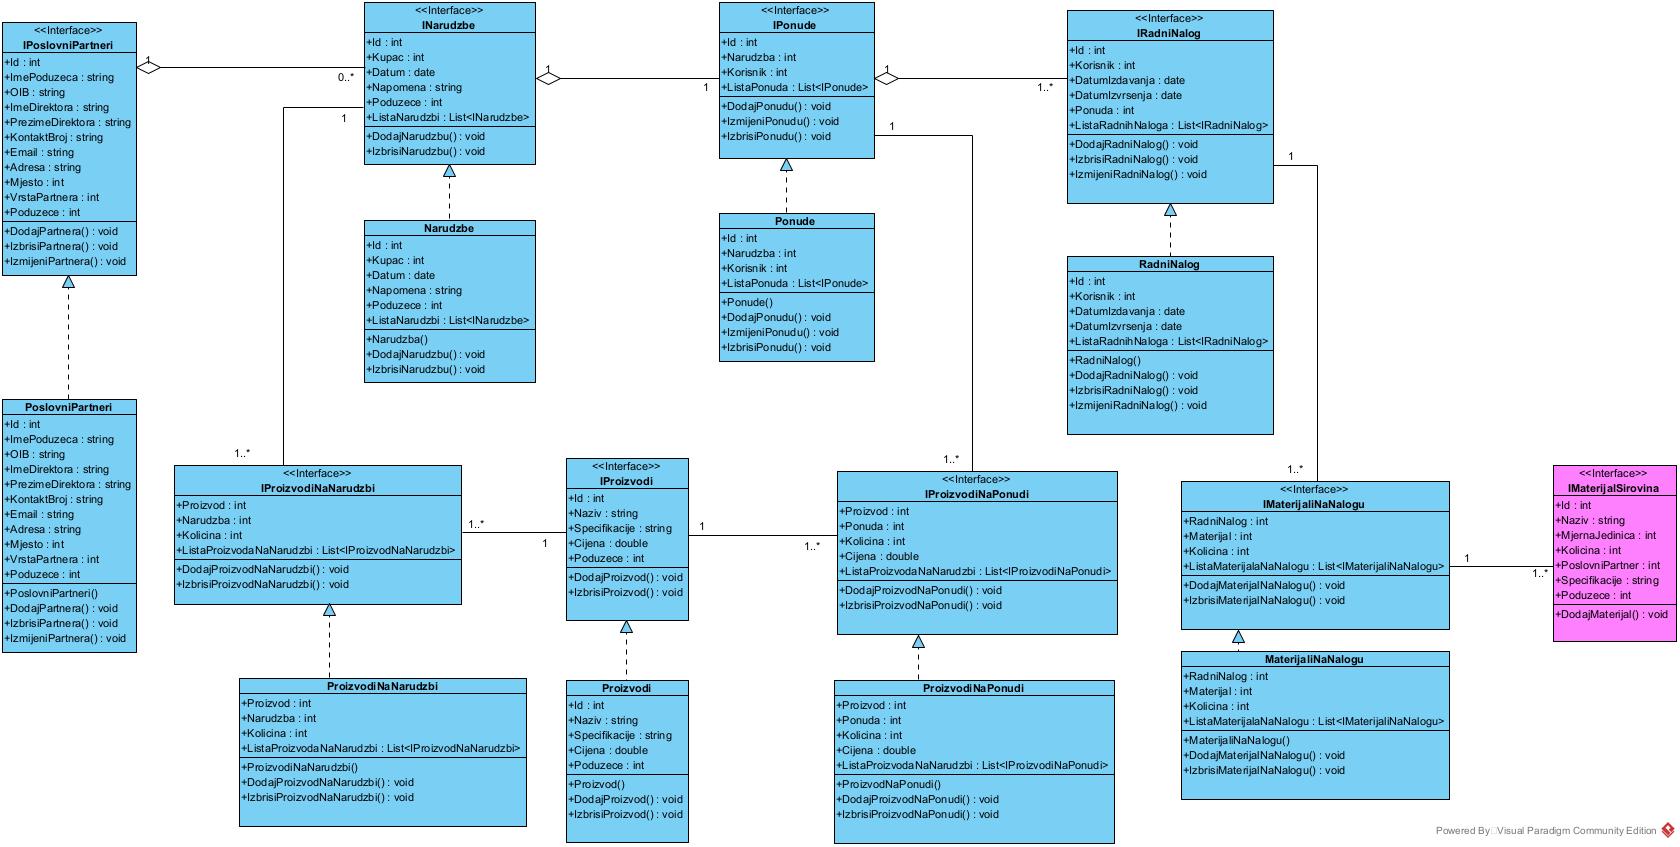 <<Interface>>
IPoslovniPartneri
+Id : int
+ImePoduzeca : string
+OIB : string
+ImeDirektora : string
+PrezimeDirektora : string
+KontaktBroj : string
+Email : string
+Adresa : string
+Mjesto : int
+VrstaPartnera : int
+Poduzece : int
+DodajPartnera() : void
+IzbrisiPartnera() : void
+IzmijeniPartnera() : void
1
0..*
<<Interface>>
INarudzbe
+Id : int
+Kupac : int
+Datum : date
+Napomena : string
+Poduzece : int
+ListaNarudzbi : List<INarudzbe>
+DodajNarudzbu() : void
+IzbrisiNarudzbu() : void
1
1
1
1..*
<<Interface>>
IPonude
+Id : int
+Narudzba : int
+Korisnik : int
+ListaPonuda : List<IPonude>
+DodajPonudu() : void
+IzmijeniPonudu() : void
+IzbrisiPonudu() : void
1
1..*
1
1..*
<<Interface>>
IRadniNalog
+Id : int
+Korisnik : int
+DatumIzdavanja : date
+DatumIzvrsenja : date
+Ponuda : int
+ListaRadnihNaloga : List<IRadniNalog>
+DodajRadniNalog() : void
+IzbrisiRadniNalog() : void
+IzmijeniRadniNalog() : void
1
1..*
Narudzbe
+Id : int
+Kupac : int
+Datum : date
+Napomena : string
+Poduzece : int
+ListaNarudzbi : List<INarudzbe>
+Narudzba()
+DodajNarudzbu() : void
+IzbrisiNarudzbu() : void
Ponude
+Id : int
+Narudzba : int
+Korisnik : int
+ListaPonuda : List<IPonude>
+Ponude()
+DodajPonudu() : void
+IzmijeniPonudu() : void
+IzbrisiPonudu() : void
RadniNalog
+Id : int
+Korisnik : int
+DatumIzdavanja : date
+DatumIzvrsenja : date
+ListaRadnihNaloga : List<IRadniNalog>
+RadniNalog()
+DodajRadniNalog() : void
+IzbrisiRadniNalog() : void
+IzmijeniRadniNalog() : void
PoslovniPartneri
+Id : int
+ImePoduzeca : string
+OIB : string
+ImeDirektora : string
+PrezimeDirektora : string
+KontaktBroj : string
+Email : string
+Adresa : string
+Mjesto : int
+VrstaPartnera : int
+Poduzece : int
+PoslovniPartneri()
+DodajPartnera() : void
+IzbrisiPartnera() : void
+IzmijeniPartnera() : void
<<Interface>>
IProizvodiNaNarudzbi
+Proizvod : int
+Narudzba : int
+Kolicina : int
+ListaProizvodaNaNarudzbi : List<IProizvodNaNarudzbi>
+DodajProizvodNaNarudzbi() : void
+IzbrisiProizvodNaNarudzbi() : void
1..*
1
<<Interface>>
IProizvodi
+Id : int
+Naziv : string
+Specifikacije : string
+Cijena : double
+Poduzece : int
+DodajProizvod() : void
+IzbrisiProizvod() : void
1
1..*
<<Interface>>
IProizvodiNaPonudi
+Proizvod : int
+Ponuda : int
+Kolicina : int
+Cijena : double
+ListaProizvodaNaNarudzbi : List<IProizvodiNaPonudi>
+DodajProizvodNaPonudi() : void
+IzbrisiProizvodNaPonudi() : void
<<Interface>>
IMaterijaliNaNalogu
+RadniNalog : int
+Materijal : int
+Kolicina : int
+ListaMaterijalaNaNalogu : List<IMaterijaliNaNalogu>
+DodajMaterijalNaNalogu() : void
+IzbrisiMaterijalNaNalogu() : void
1
1..*
<<Interface>>
IMaterijalSirovina
+Id : int
+Naziv : string
+MjernaJedinica : int
+Kolicina : int
+PoslovniPartner : int
+Specifikacije : string
+Poduzece : int
+DodajMaterijal() : void
ProizvodiNaNarudzbi
+Proizvod : int
+Narudzba : int
+Kolicina : int
+ListaProizvodaNaNarudzbi : List<IProizvodNaNarudzbi>
+ProizvodiNaNarudzbi()
+DodajProizvodNaNarudzbi() : void
+IzbrisiProizvodNaNarudzbi() : void
Proizvodi
+Id : int
+Naziv : string
+Specifikacije : string
+Cijena : double
+Poduzece : int
+Proizvod()
+DodajProizvod() : void
+IzbrisiProizvod() : void
ProizvodiNaPonudi
+Proizvod : int
+Ponuda : int
+Kolicina : int
+Cijena : double
+ListaProizvodaNaNarudzbi : List<IProizvodiNaPonudi>
+ProizvodNaPonudi()
+DodajProizvodNaPonudi() : void
+IzbrisiProizvodNaPonudi() : void
MaterijaliNaNalogu
+RadniNalog : int
+Materijal : int
+Kolicina : int
+ListaMaterijalaNaNalogu : List<IMaterijaliNaNalogu>
+MaterijaliNaNalogu()
+DodajMaterijalNaNalogu() : void
+IzbrisiMaterijalNaNalogu() : void
Powered By Visual Paradigm Community Edition